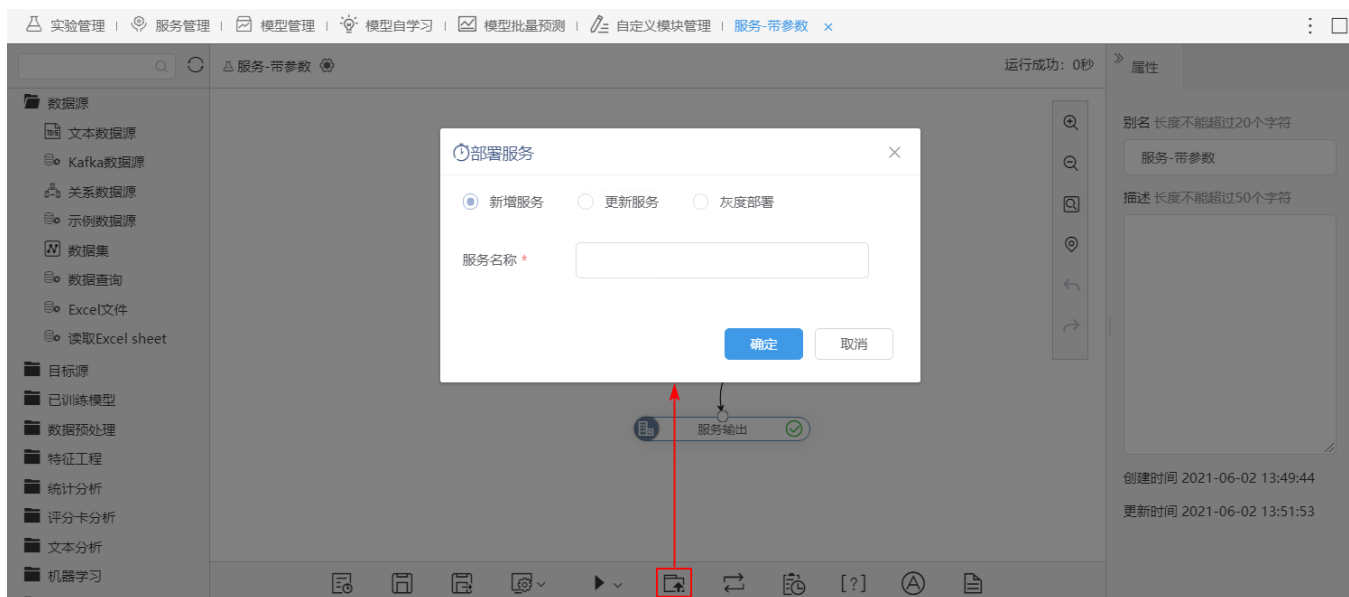 实验管理 服务管理 模型管理 模型自学习 模型批量预测 自定义模块管理 服务-带参数 ×
服务-带参数 运行成功：0秒 属性
数据源
文本数据源
Kafka数据源
关系数据源
示例数据源
数据集
数据查询
Excel文件
读取Excel sheet
目标源
已训练模型
数据预处理
特征工程
统计分析
评分卡分析
文本分析
机器学习
部署服务
新增服务 更新服务 灰度部署
服务名称 *
确定 取消
服务输出
别名 长度不能超过20个字符
服务-带参数
描述 长度不能超过50个字符
创建时间 2021-06-02 13:49:44
更新时间 2021-06-02 13:51:53
[?] A